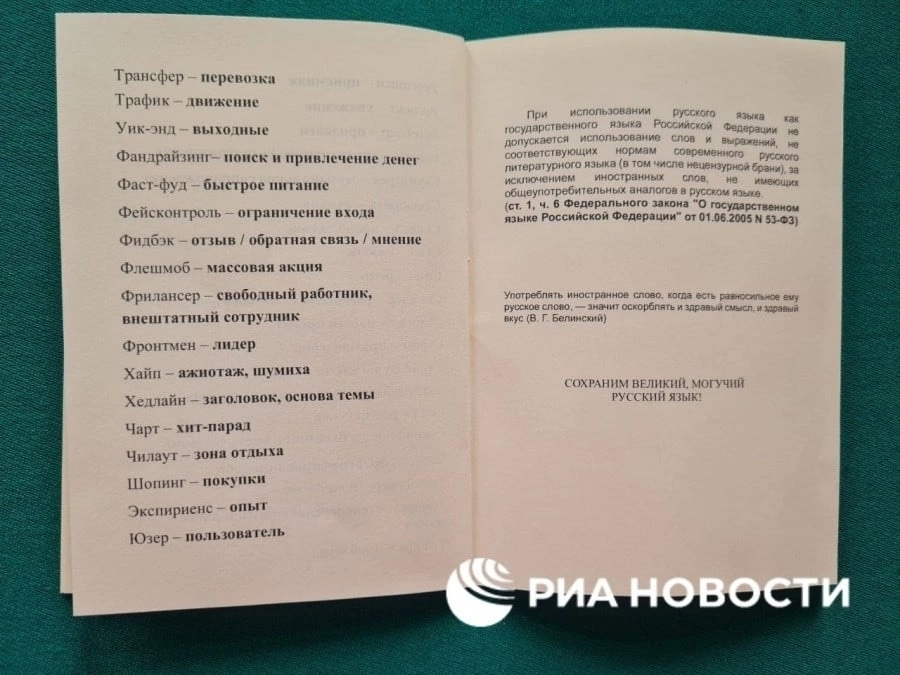 Трансфер – перевозка
Трафик – движение
Уик-энд – выходные
Фандрайзинг– поиск и привлечение денег
Фаст-фуд – быстрое питание
Фейсконтроль – ограничение входа
Фидбэк – отзыв / обратная связь / мнение
Флешмоб – массовая акция
Фрилансер – свободный работник,
внештатный сотрудник
Фронтмен – лидер
Хайп – ажиотаж, шумиха
Хедлайн – заголовок, основа темы
Чарт – хит-парад
Чилаут – зона отдыха
Шопинг – покупки
Экспириенс – опыт
Юзер – пользователь
При использовании русского языка как
государственного языка Российской Федерации не
допускается использование слов и выражений, не
соответствующих нормам современного русского
литературного языка (в том числе нецензурной брани), за
исключением иностранных слов, не имеющих
общеупотребительных аналогов в русском языке.
(ст. 1, ч. 6 Федерального закона "О государственном
языке Российской Федерации" от 01.06.2005 N 53-ФЗ)
Употреблять иностранное слово, когда есть равносильное ему
русское слово, — значит оскорблять и здравый смысл, и здравый
вкус (В. Г. Белинский)
СОХРАНИМ ВЕЛИКИЙ, МОГУЧИЙ
РУССКИЙ ЯЗЫК!
РИА НОВОСТИ